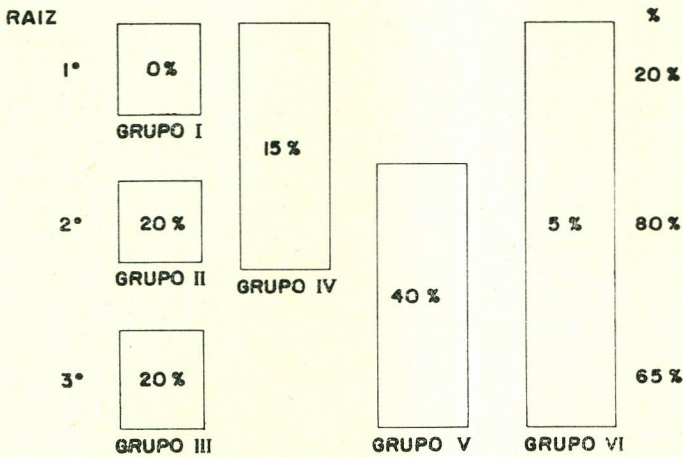 RAIZ %
1° 0% 20%
GRUPO I
15%
2° 20% 5% 80%
GRUPO II GRUPO IV
40%
3° 20% 65%
GRUPO III GRUPO V GRUPO VI